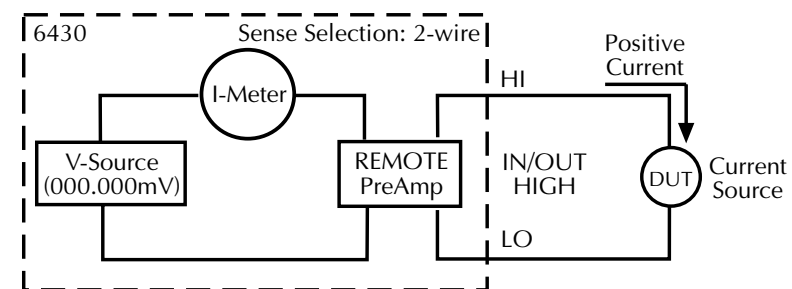 6430
Sense Selection: 2-wire
Positive
Current
I-Meter
HI
V-Source
(000.000mV)
REMOTE
PreAmp
IN/OUT
HIGH
DUT
Current
Source
LO